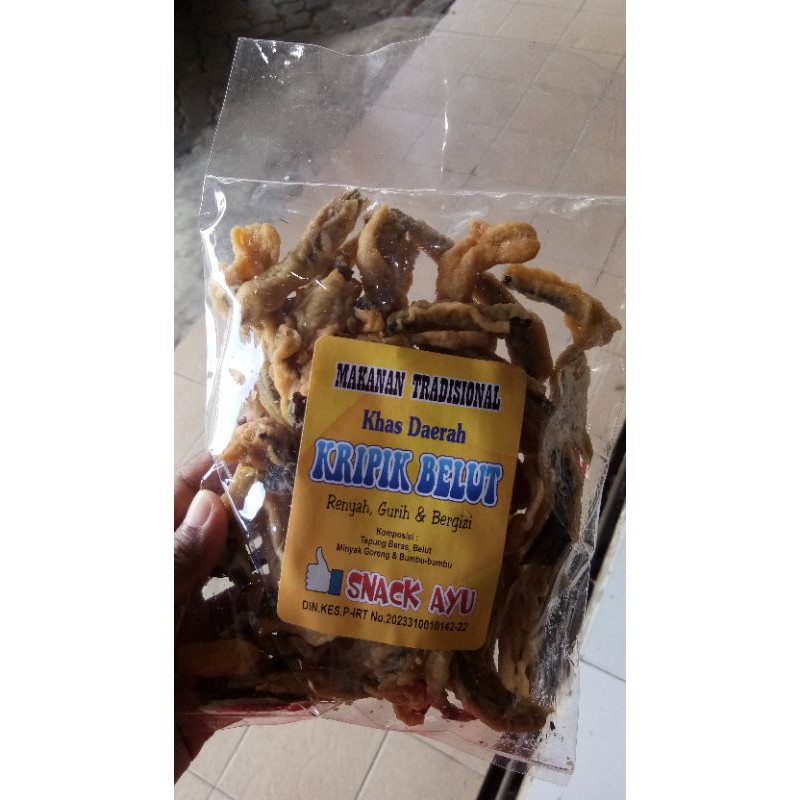 MAKANAN TRADISIONAL
Khas Daerah
KRIPIK BELUT
Renyah, Gurih & Bergizi
Komposisi :
Tepung Beras, Belut
Minyak Goreng & Bumbu-bumbu
SNACK AYU
DIN.KES.P-IRT No.2023310010142-22